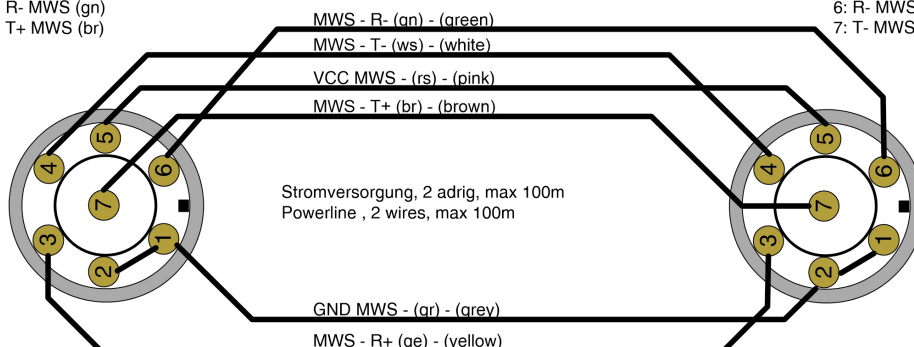 R- MWS (gn)
T+ MWS (br)
6: R- MWS
7: T- MWS
MWS - R- (gn) - (green)
MWS - T- (ws) - (white)
VCC MWS - (rs) - (pink)
MWS - T+ (br) - (brown)
5
4
6
7
3
1
2
5
4
6
7
3
1
2
Stromversorgung, 2 adrig, max 100m
Powerline , 2 wires, max 100m
GND MWS - (gr) - (grey)
MWS - R+ (ge) - (yellow)